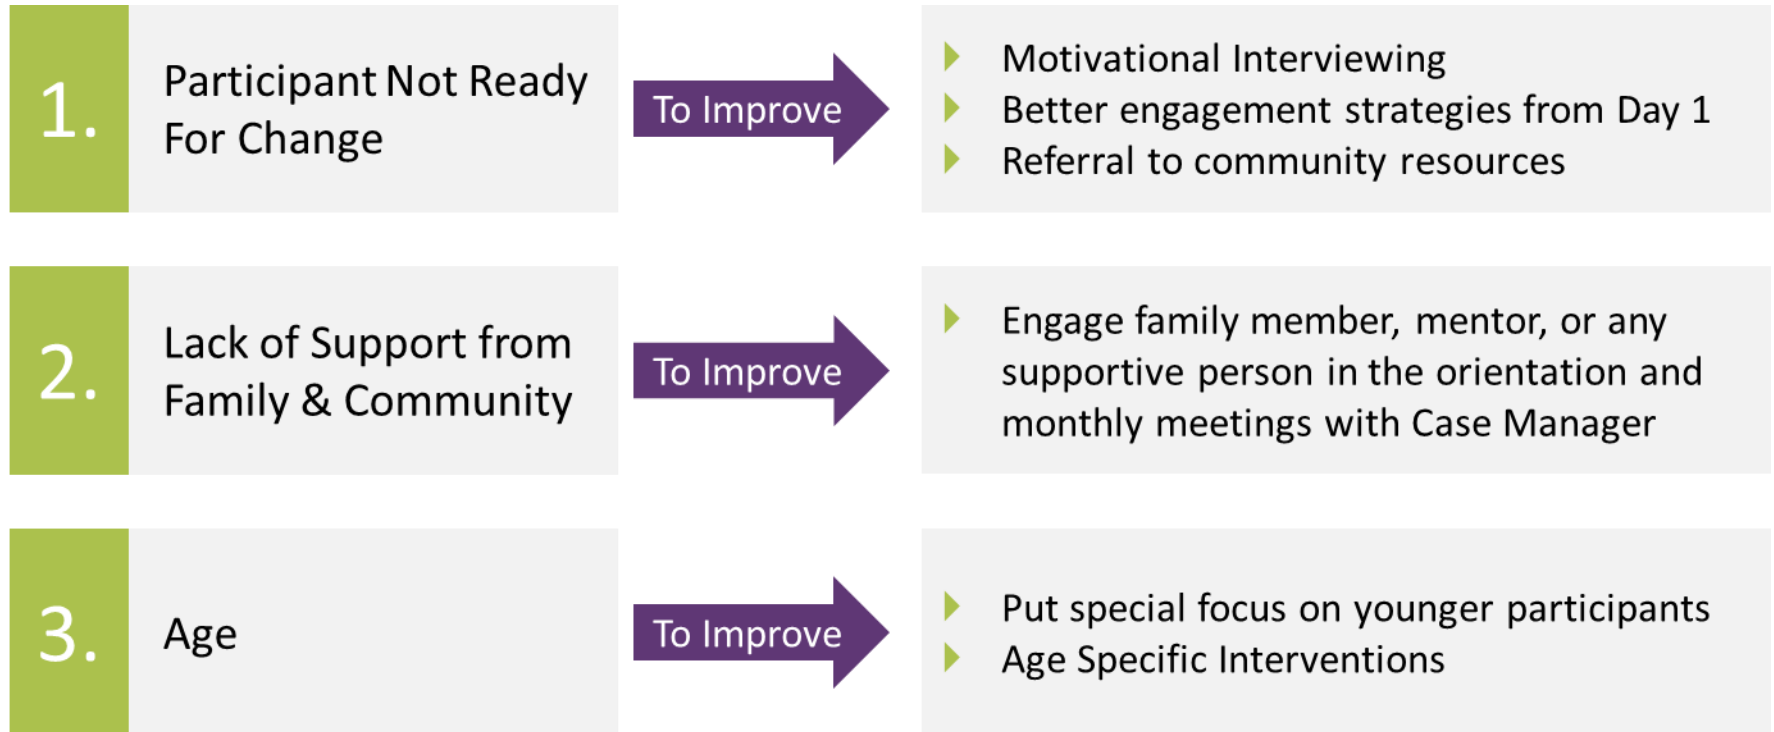 1.
Participant Not Ready
For Change
To Improve
Motivational Interviewing
Better engagement strategies from Day 1
Referral to community resources
2.
Lack of Support from
Family & Community
To Improve
Engage family member, mentor, or any
supportive person in the orientation and
monthly meetings with Case Manager
3.
Age
To Improve
Put special focus on younger participants
Age Specific Interventions